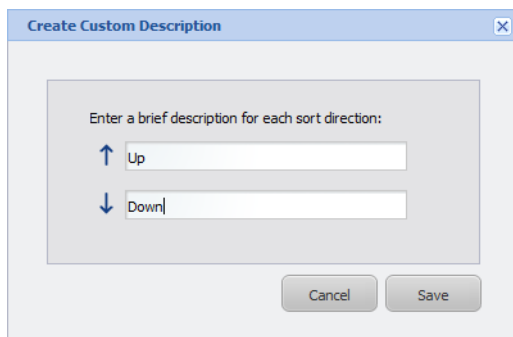 Create Custom Description
Enter a brief description for each sort direction:
Up
Down
Cancel Save